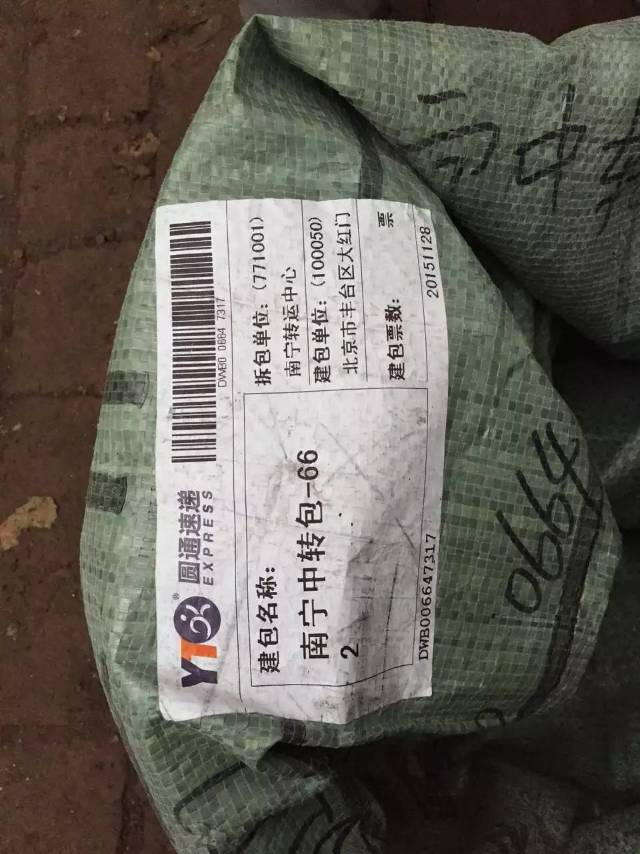 YTO® 圆通速递
EXPRESS
DWB0 0664 7317
建包名称:
南宁中转包-66
2
拆包单位: (771001)
南宁转运中心
建包单位: (100050)
北京市丰台区大红门
建包票数: 票
DWB006647317
20151128
0664